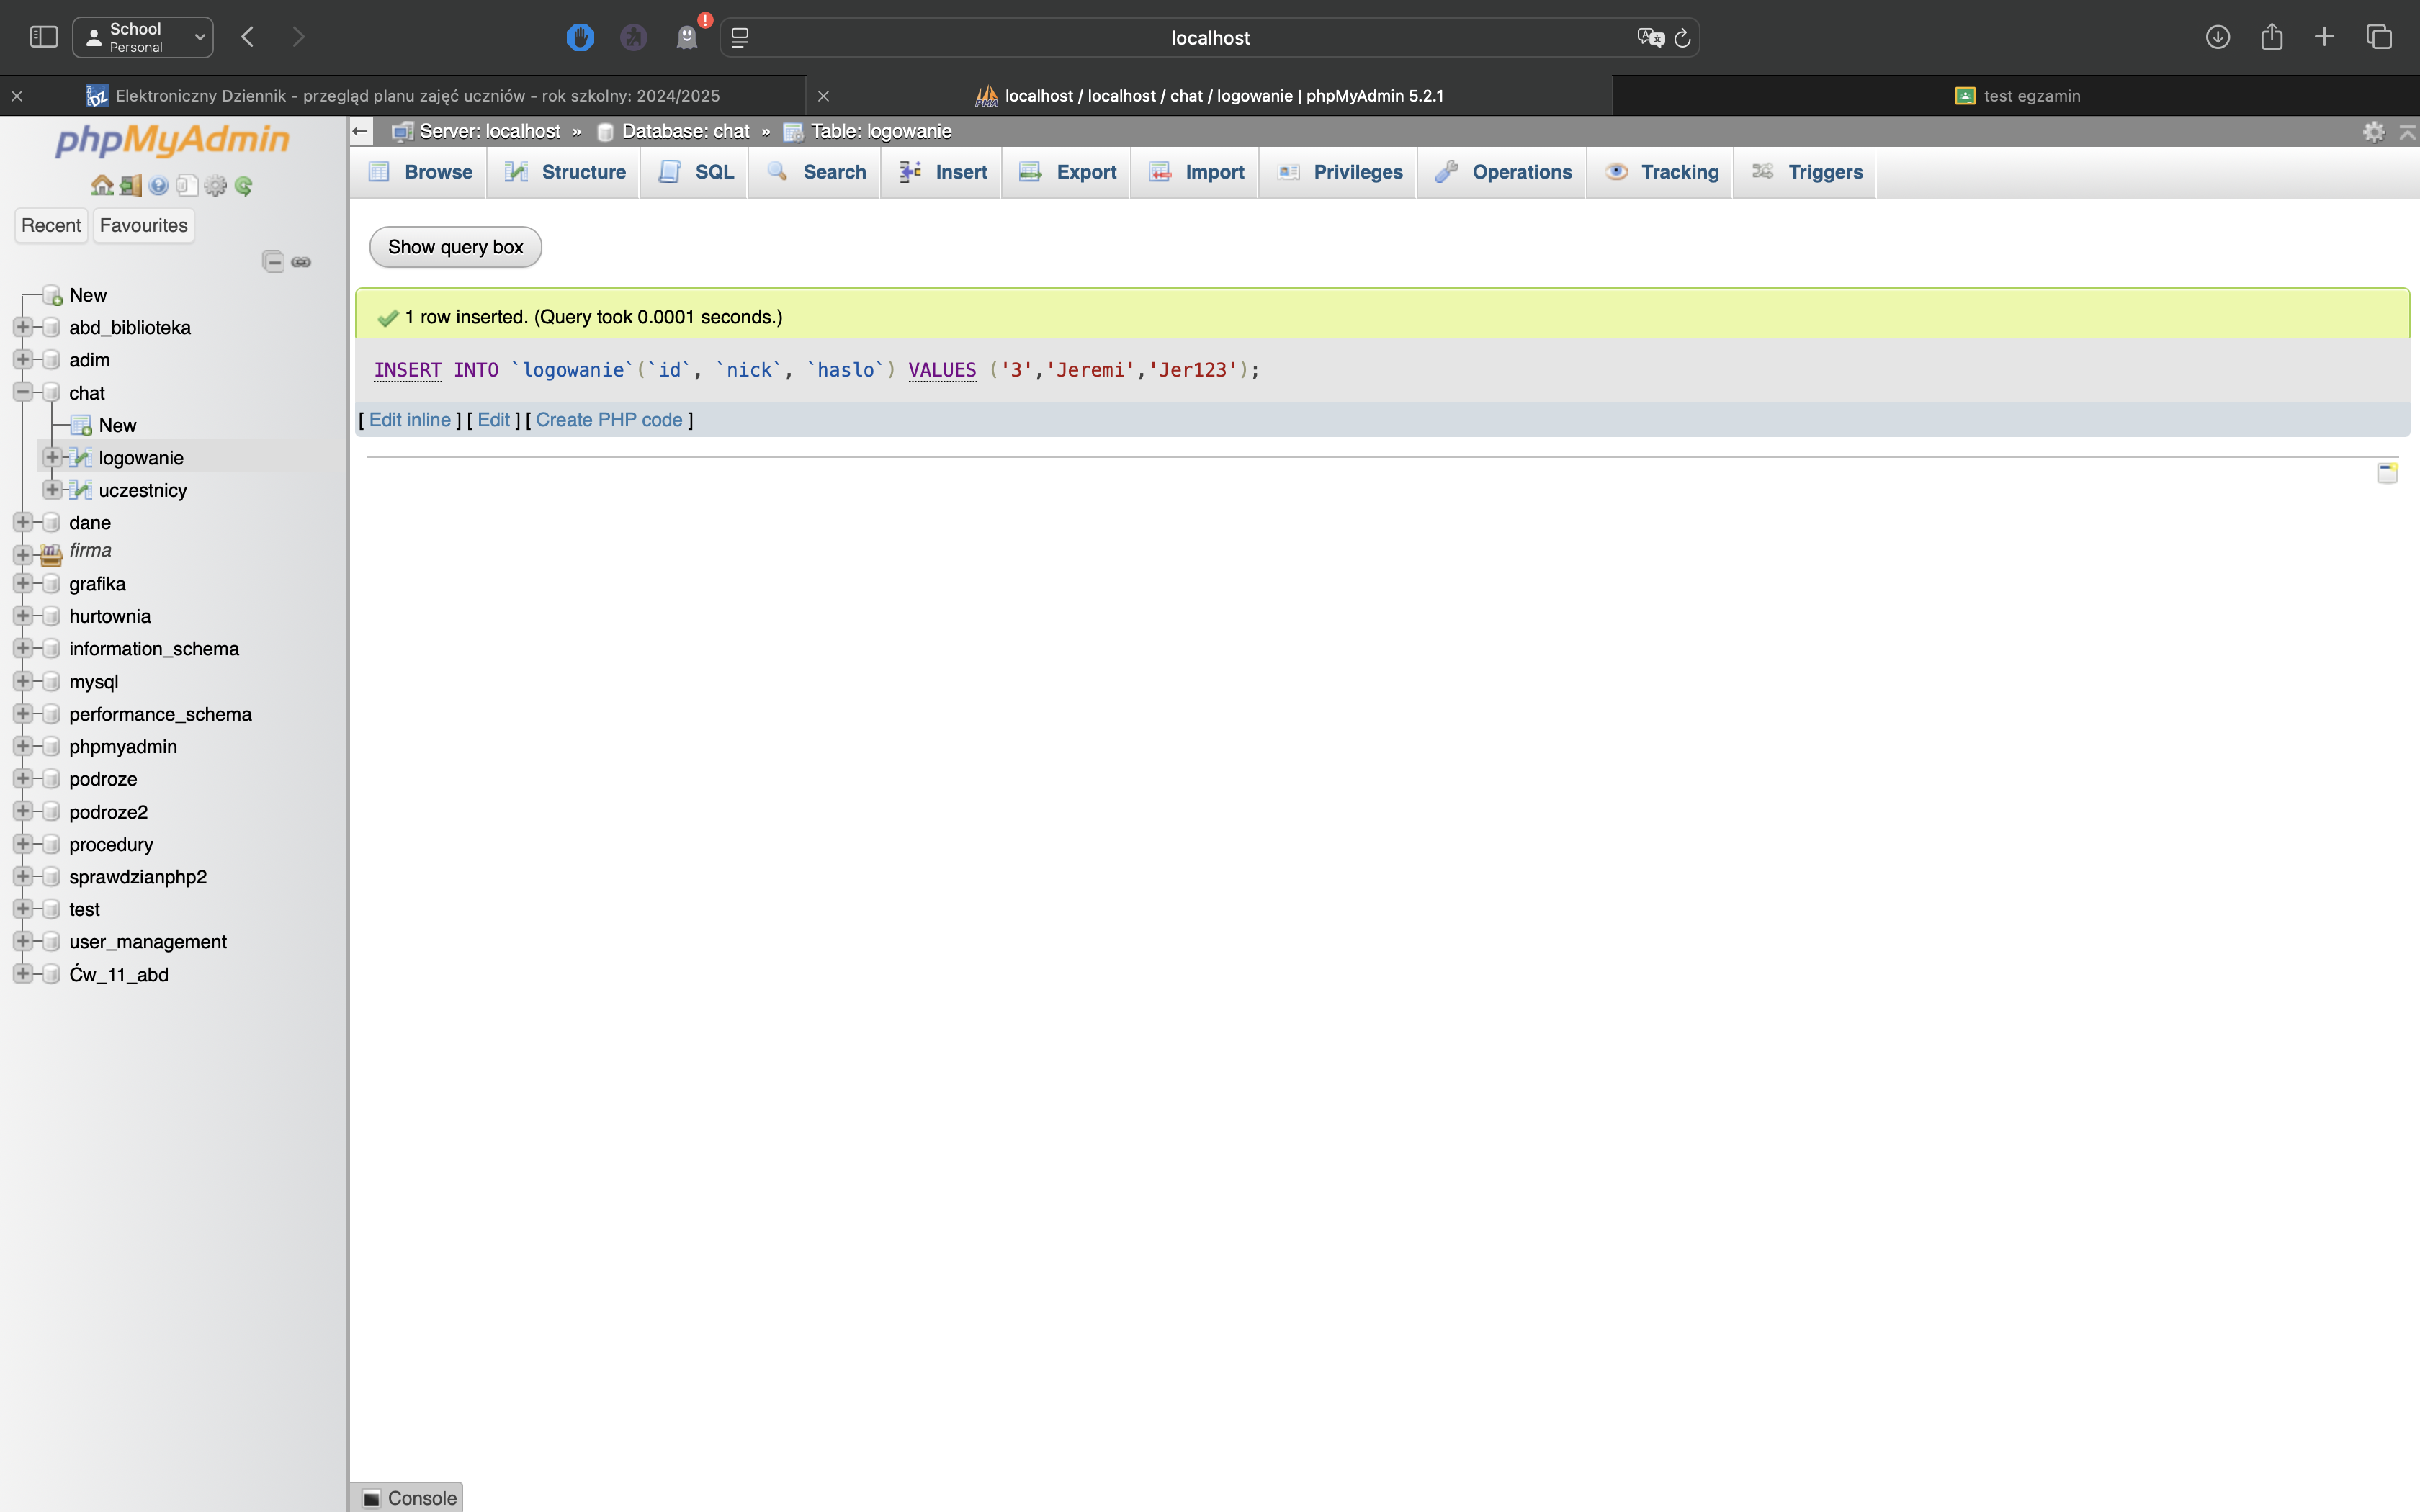 School
Personal
localhost
Elektroniczny Dziennik - przegląd planu zajęć uczniów - rok szkolny: 2024/2025
localhost / localhost / chat / logowanie | phpMyAdmin 5.2.1
test egzamin
phpMyAdmin
Recent
Favourites
New
abd_biblioteka
adim
chat
New
logowanie
uczestnicy
dane
firma
grafika
hurtownia
information_schema
mysql
performance_schema
phpmyadmin
podroze
podroze2
procedury
sprawdzianphp2
test
user_management
Ćw_11_abd
Server: localhost » Database: chat » Table: logowanie
Browse Structure SQL Search Insert Export Import Privileges Operations Tracking Triggers
Show query box
1 row inserted. (Query took 0.0001 seconds.)
INSERT INTO `logowanie`(`id`, `nick`, `haslo`) VALUES ('3','Jeremi','Jer123');
[ Edit inline ] [ Edit ] [ Create PHP code ]
Console